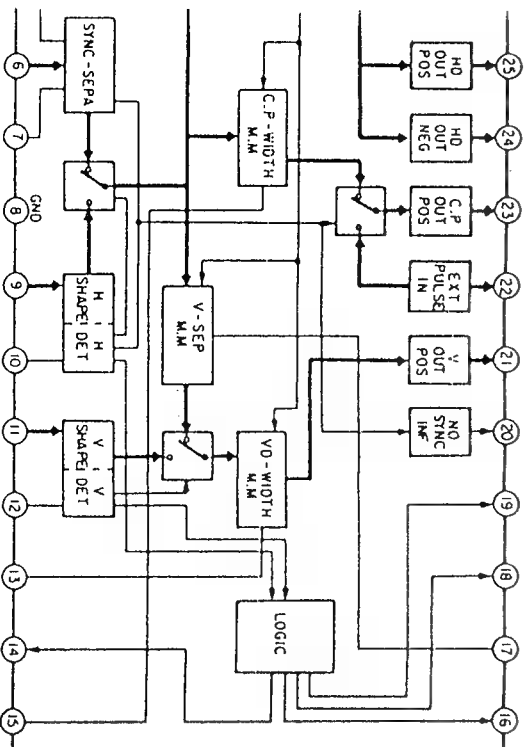 25 24 23 22 21 20 19 18 17 16
HD OUT POS
HD OUT NEG
C.P OUT POS
EXT PULSE IN
V OUT POS
NO SYNC INF
C.P-WIDTH M.M
VD-WIDTH M.M
LOGIC
V-SEP M.M
SYNC-SEPA
H SHAPE
H DET
V SHAPE
V DET
GND
6 7 8 9 10 11 12 13 14 15